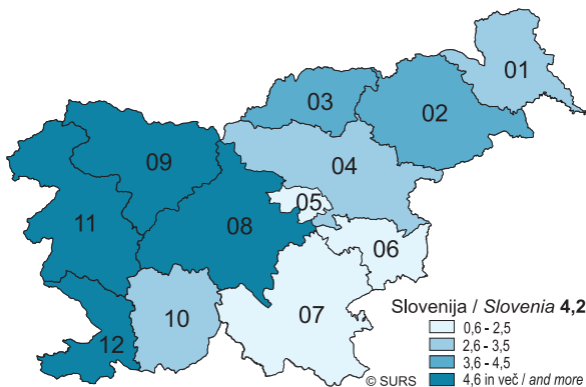 01
02
03
04
05
06
07
08
09
10
11
12
Slovenija / Slovenia 4,2
0,6 - 2,5
2,6 - 3,5
3,6 - 4,5
4,6 in več / and more
© SURS